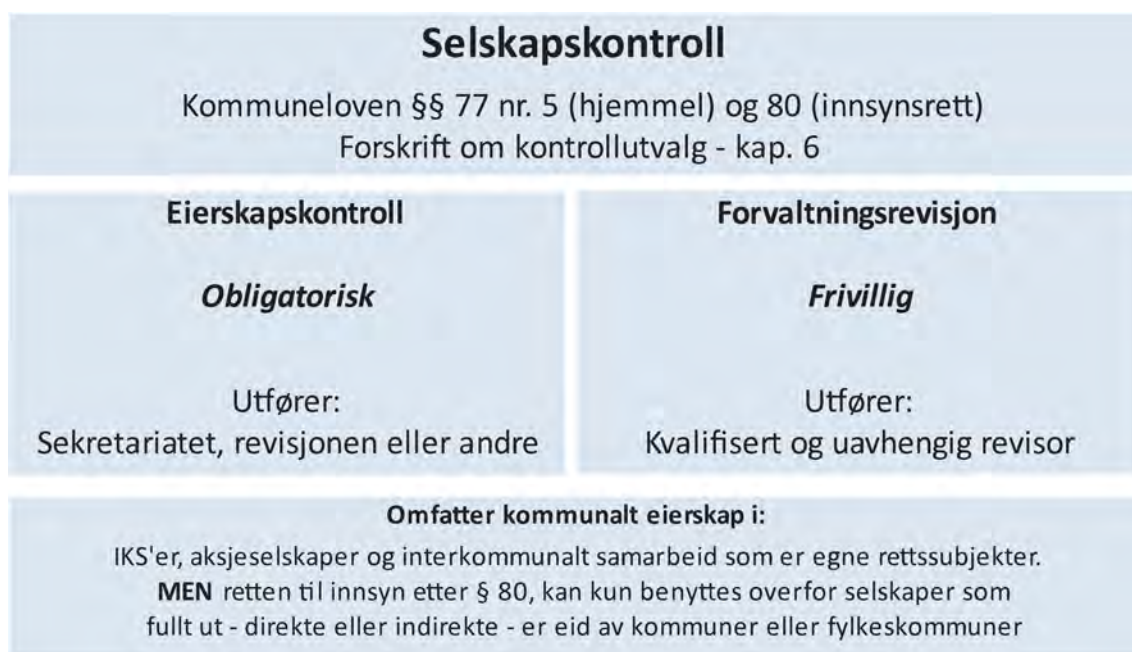 Selskapskontroll
Kommuneloven §§ 77 nr. 5 (hjemmel) og 80 (innsynsrett)
Forskrift om kontrollutvalg - kap. 6
Eierskapskontroll
Obligatorisk
Utfører:
Sekretariatet, revisjonen eller andre
Forvaltningsrevisjon
Frivillig
Utfører:
Kvalifisert og uavhengig revisor
Omfatter kommunalt eierskap i:
IKS'er, aksjeselskaper og interkommunalt samarbeid som er egne rettssubjekter.
MEN retten til innsyn etter § 80, kan kun benyttes overfor selskaper som
fullt ut - direkte eller indirekte - er eid av kommuner eller fylkeskommuner